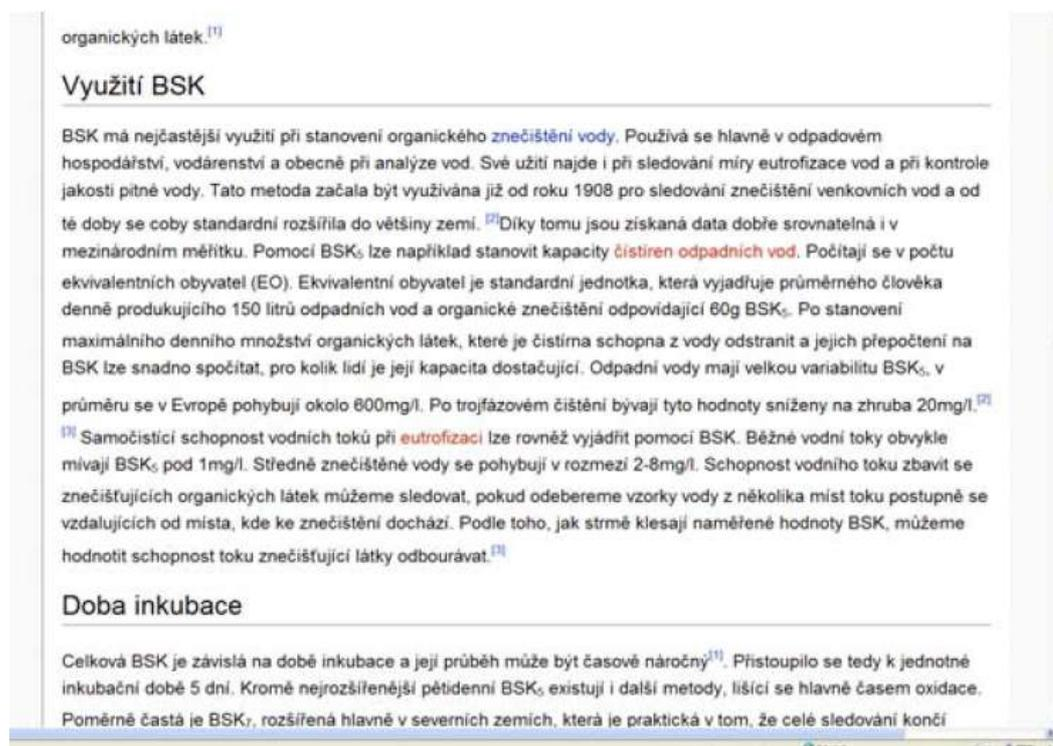 organických látek.[1]
Využití BSK
BSK má nejčastější využití při stanovení organického znečištění vody. Používá se hlavně v odpadovém
hospodářství, vodárenství a obecně při analýze vod. Své užití najde i při sledování míry eutrofizace vod a při kontrole
jakosti pitné vody. Tato metoda začala být využívána již od roku 1908 pro sledování znečištění venkovních vod a od
té doby se coby standardní rozšířila do většiny zemí. [2]Díky tomu jsou získaná data dobře srovnatelná i v
mezinárodním měřítku. Pomocí BSK₅ lze například stanovit kapacity čístíren odpadních vod. Počítají se v počtu
ekvivalentních obyvatel (EO). Ekvivalentní obyvatel je standardní jednotka, která vyjadřuje průměrného člověka
denně produkujícího 150 litrů odpadních vod a organické znečištění odpovídající 60g BSK₅. Po stanovení
maximálního denního množství organických látek, které je čistírna schopna z vody odstranit a jejich přepočtení na
BSK lze snadno spočítat, pro kolik lidí je její kapacita dostačující. Odpadní vody mají velkou variabilitu BSK₅, v
průměru se v Evropě pohybují okolo 600mg/l. Po trojfázovém čištění bývají tyto hodnoty sníženy na zhruba 20mg/l.[2]
[3] Samočistící schopnost vodních toků při eutrofizaci lze rovněž vyjádřit pomocí BSK. Běžné vodní toky obvykle
mívají BSK₅ pod 1mg/l. Středně znečištěné vody se pohybují v rozmezí 2-8mg/l. Schopnost vodního toku zbavit se
znečišťujících organických látek můžeme sledovat, pokud odebereme vzorky vody z několika míst toku postupně se
vzdalujících od místa, kde ke znečištění dochází. Podle toho, jak strmě klesají naměřené hodnoty BSK, můžeme
hodnotit schopnost toku znečišťující látky odbourávat.[3]
Doba inkubace
Celková BSK je závislá na době inkubace a její průběh může být časově náročný[1]. Přistoupilo se tedy k jednotné
inkubační době 5 dní. Kromě nejrozšířenější pětidenní BSK₅ existují i další metody, lišící se hlavně časem oxidace.
Poměrně častá je BSK₇, rozšířená hlavně v severních zemích, která je praktická v tom, že celé sledování končí